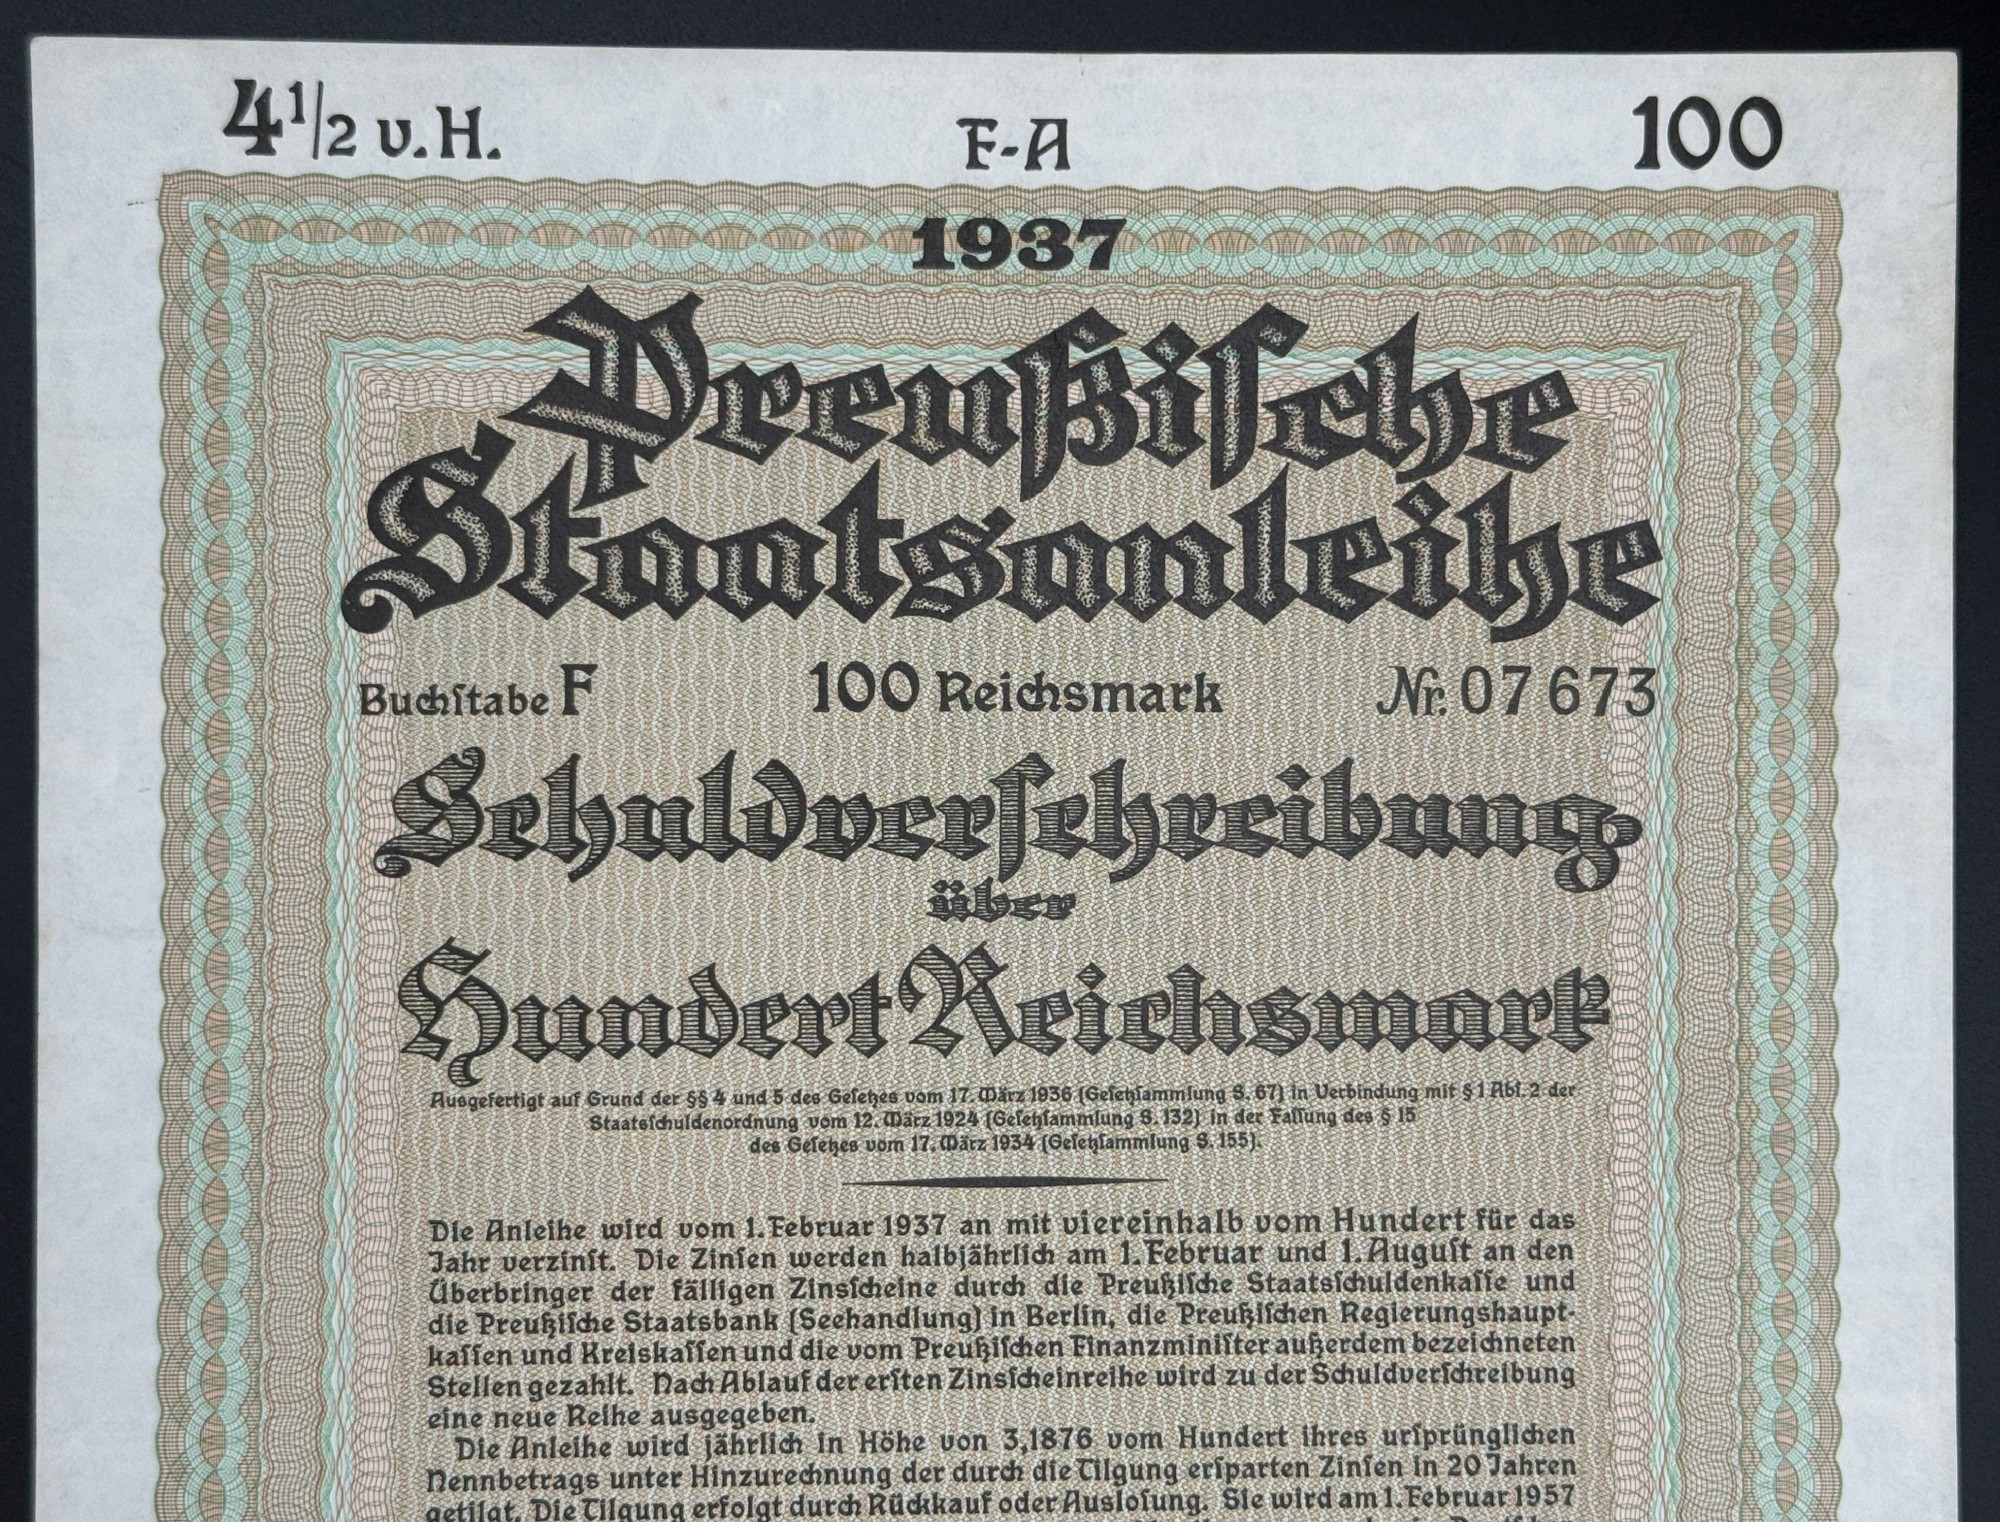 4 1/2 v.H. F-A 100
1937
Preußiſche
Staatsanleihe
Buchſtabe F 100 Reichsmark Nr. 07673
Schuldverſchreibung
über
Hundert Reichsmark
Ausgefertigt auf Grund der §§ 4 und 5 des Geſetzes vom 17. März 1936 (Geſetzſammlung S. 67) in Verbindung mit § 1 Abſ. 2 der
Staatsſchuldenordnung vom 12. März 1924 (Geſetzſammlung S. 132) in der Faſſung des § 15
des Geſetzes vom 17. März 1934 (Geſetzſammlung S. 155).
Die Anleihe wird vom 1. Februar 1937 an mit viereinhalb vom Hundert für das
Jahr verzinſt. Die Zinſen werden halbjährlich am 1. Februar und 1. Auguſt an den
Überbringer der fälligen Zinsſcheine durch die Preußiſche Staatsſchuldenkaſſe und
die Preußiſche Staatsbank (Seehandlung) in Berlin, die Preußiſchen Regierungshaupt-
kaſſen und Kreiskaſſen und die vom Preußiſchen Finanzminiſter außerdem bezeichneten
Stellen gezahlt. Nach Ablauf der erſten Zinsſcheinreihe wird zu der Schuldverſchreibung
eine neue Reihe ausgegeben.
Die Anleihe wird jährlich in Höhe von 3,1876 vom Hundert ihres urſprünglichen
Nennbetrags unter Hinzurechnung der durch die Tilgung erſparten Zinſen in 20 Jahren
getilgt. Die Tilgung erfolgt durch Rückkauf oder Ausloſung. Sie wird am 1. Februar 1957